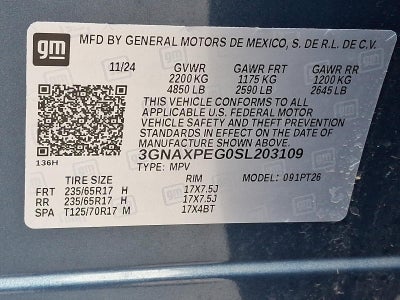 gm
MFD BY GENERAL MOTORS DE MEXICO, S. DE R.L. DE C.V.
11/24 GVWR GAWR FRT GAWR RR
2200 KG 1175 KG 1200 KG
4850 LB 2590 LB 2645 LB
THIS VEHICLE CONFORMS TO ALL
APPLICABLE U.S. FEDERAL MOTOR
VEHICLE SAFETY AND THEFT PREVENTION
STANDARDS IN EFFECT ON THE DATE OF
MANUFACTURE SHOWN ABOVE.
136H 3GNAXPEG0SL203109
TYPE: MPV
TIRE SIZE RIM MODEL: 091PT26
FRT 235/65R17 H 17X7.5J
RR 235/65R17 H 17X7.5J
SPA T125/70R17 M 17X4BT